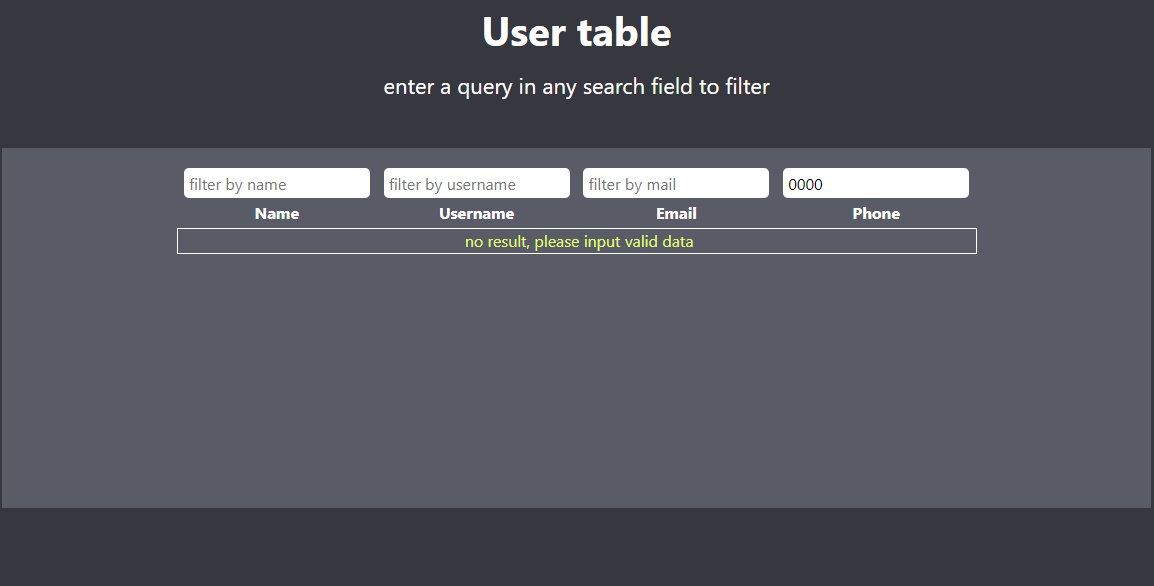 User table
enter a query in any search field to filter
filter by name filter by username filter by mail 0000
Name Username Email Phone
no result, please input valid data